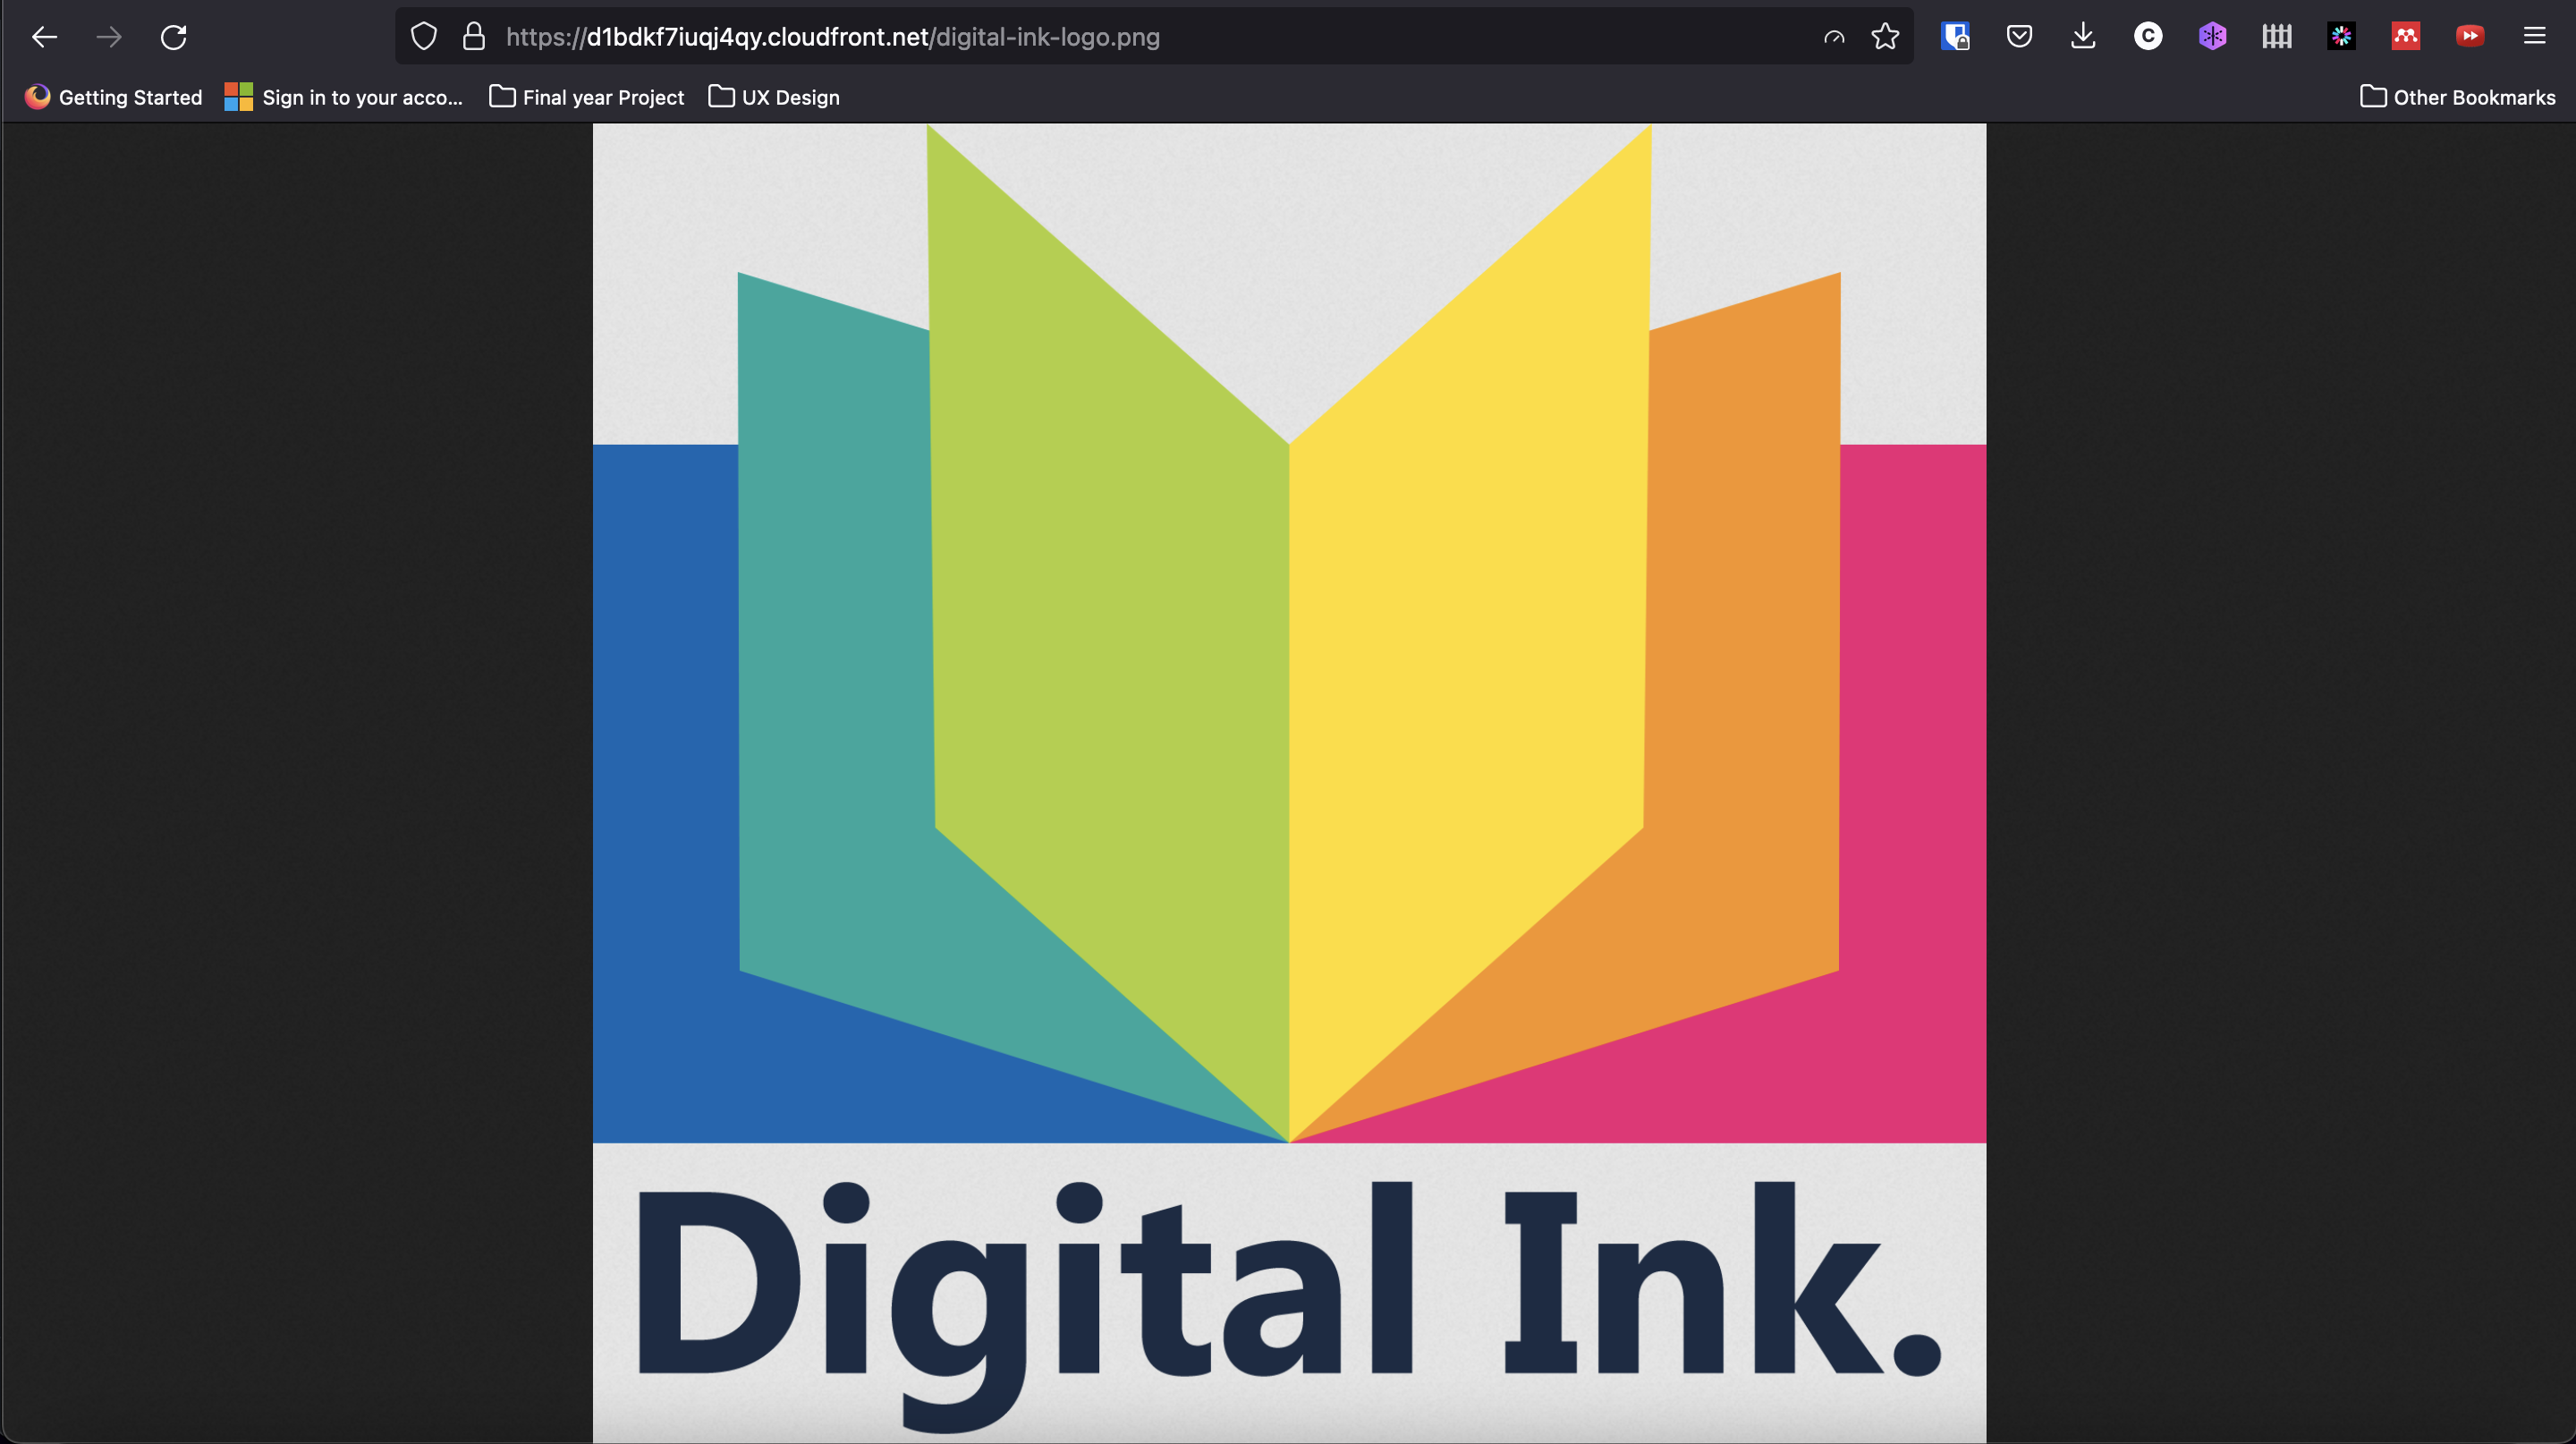 https://d1bdkf7iuqj4qy.cloudfront.net/digital-ink-logo.png
Getting Started Sign in to your acco... Final year Project UX Design Other Bookmarks
Digital Ink.